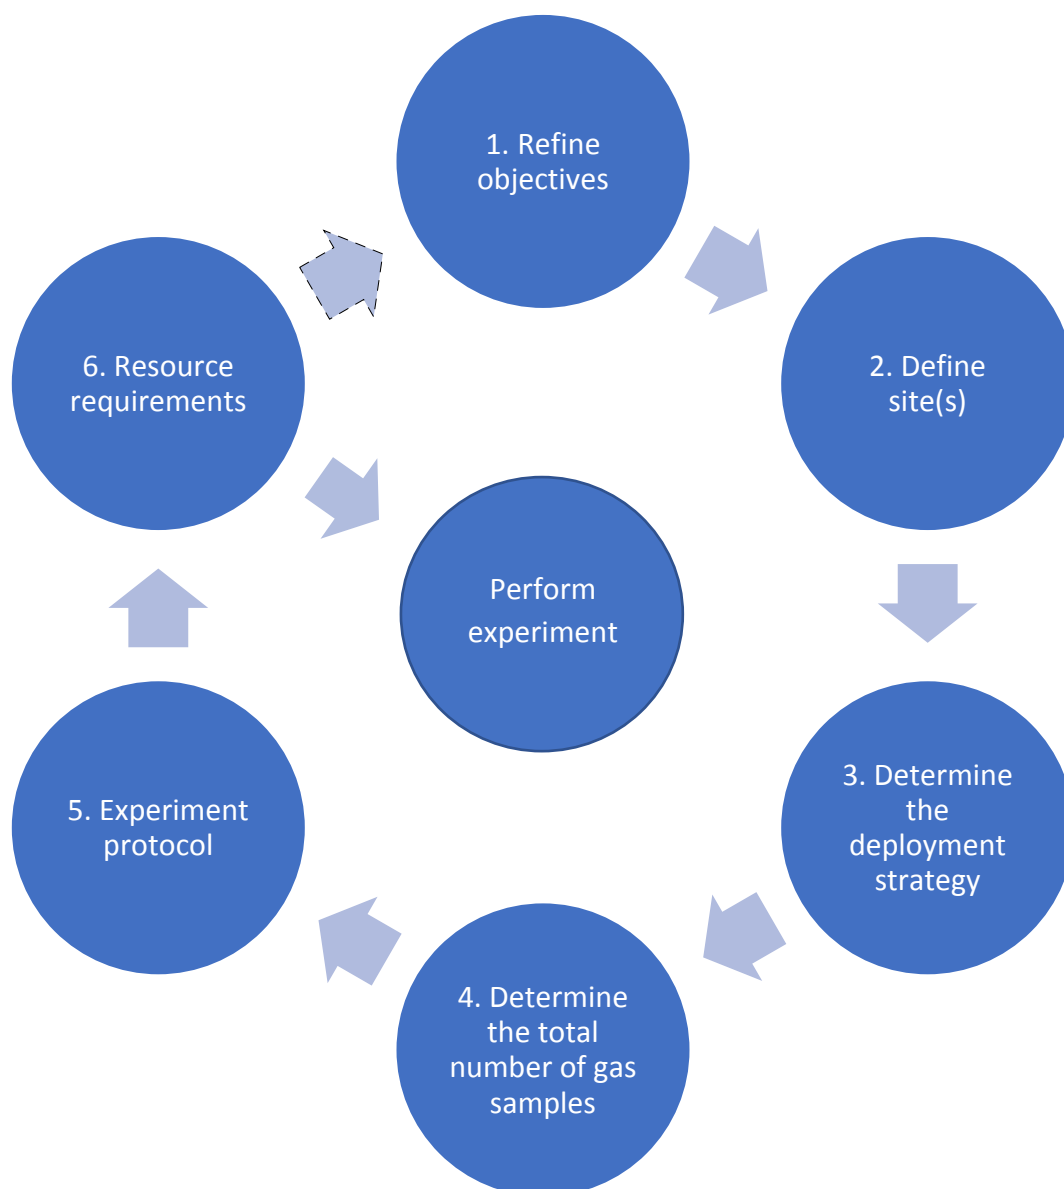 1. Refine
objectives
2. Define
site(s)
3. Determine
the
deployment
strategy
4. Determine
the total
number of gas
samples
5. Experiment
protocol
6. Resource
requirements
Perform
experiment